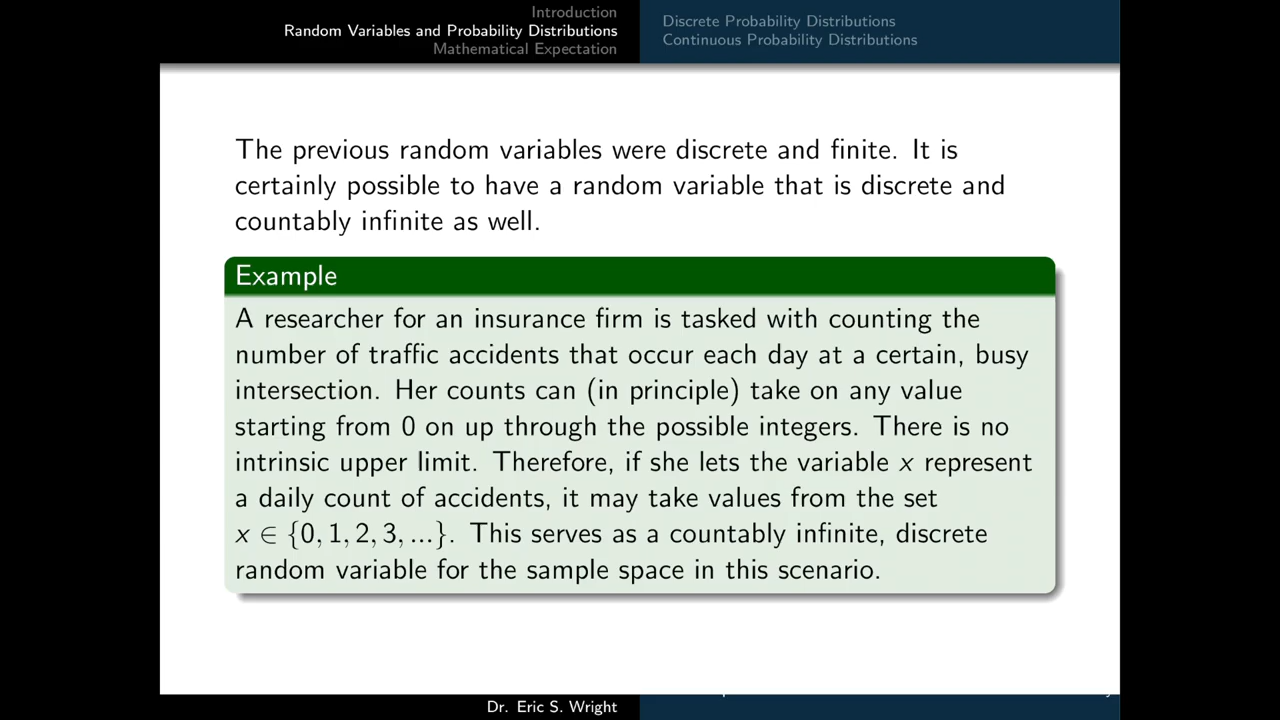 Introduction
Random Variables and Probability Distributions
Mathematical Expectation
Discrete Probability Distributions
Continuous Probability Distributions
The previous random variables were discrete and finite. It is
certainly possible to have a random variable that is discrete and
countably infinite as well.
Example
A researcher for an insurance firm is tasked with counting the
number of traffic accidents that occur each day at a certain, busy
intersection. Her counts can (in principle) take on any value
starting from 0 on up through the possible integers. There is no
intrinsic upper limit. Therefore, if she lets the variable x represent
a daily count of accidents, it may take values from the set
x ∈ {0, 1, 2, 3, ...}. This serves as a countably infinite, discrete
random variable for the sample space in this scenario.
Dr. Eric S. Wright